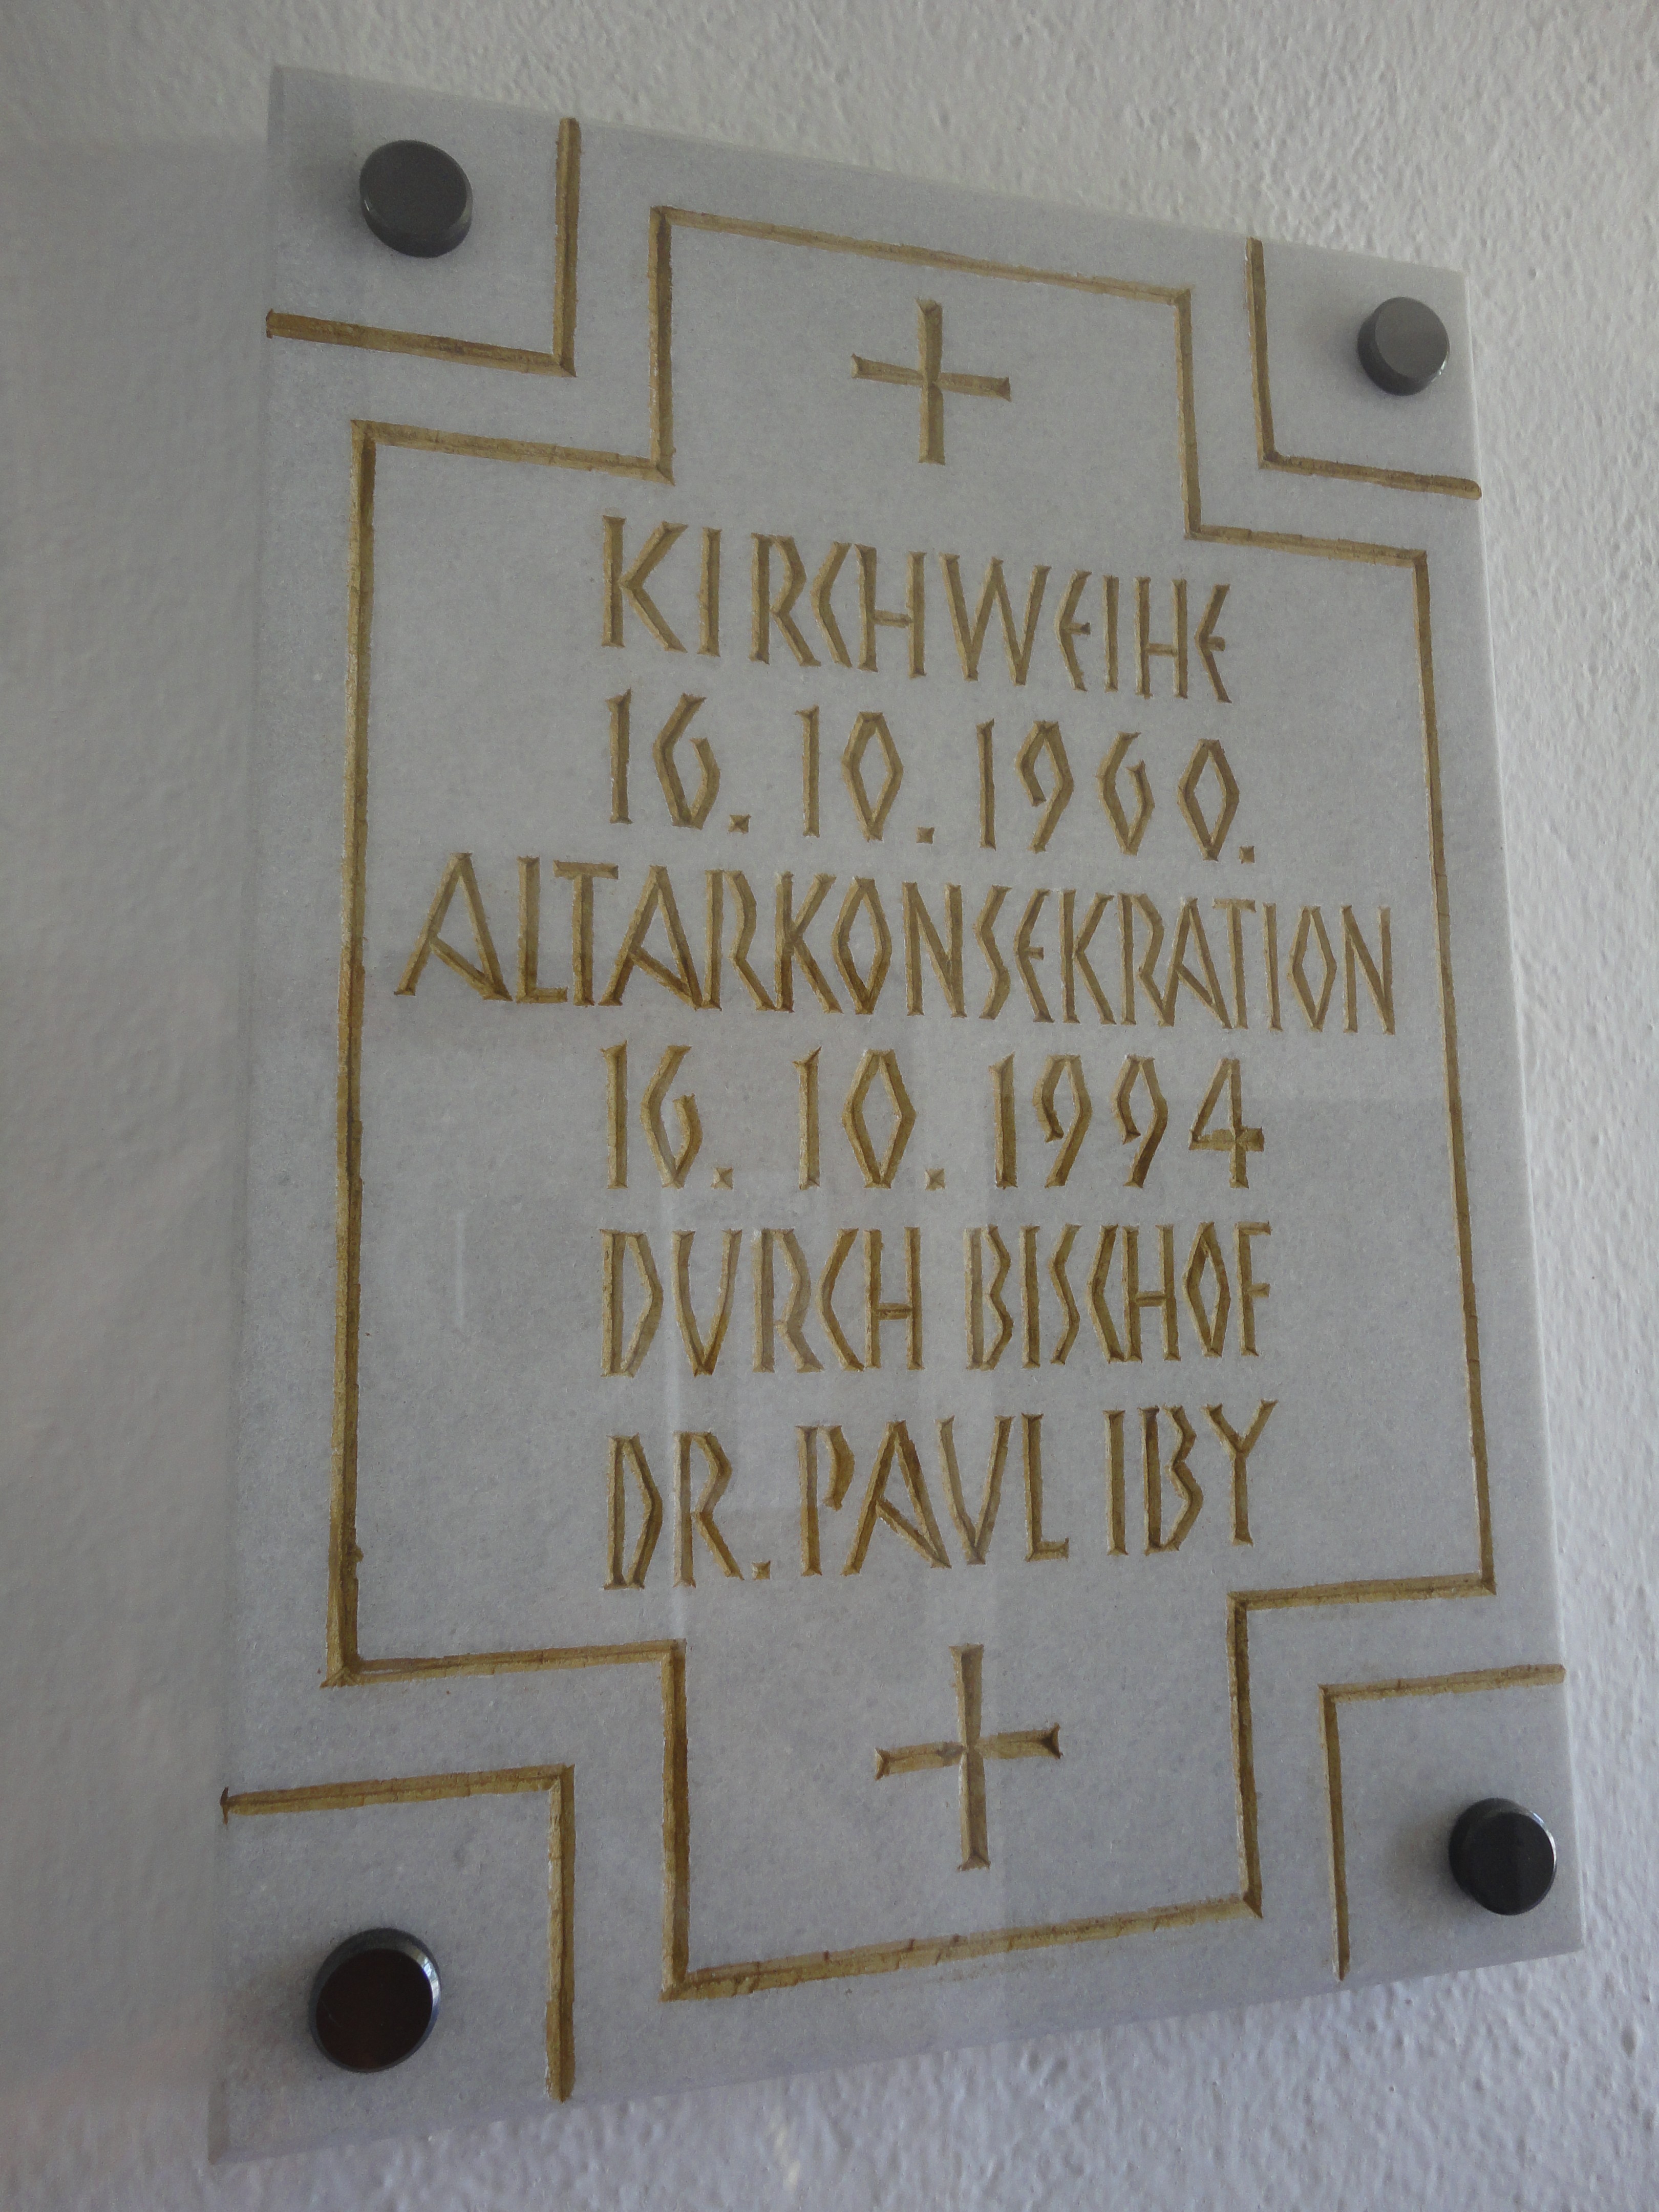 KIRCHWEIHE
16. 10. 1960.
ALTARKONSEKRATION
16. 10. 1994
DURCH BISCHOF
DR. PAUL IBY